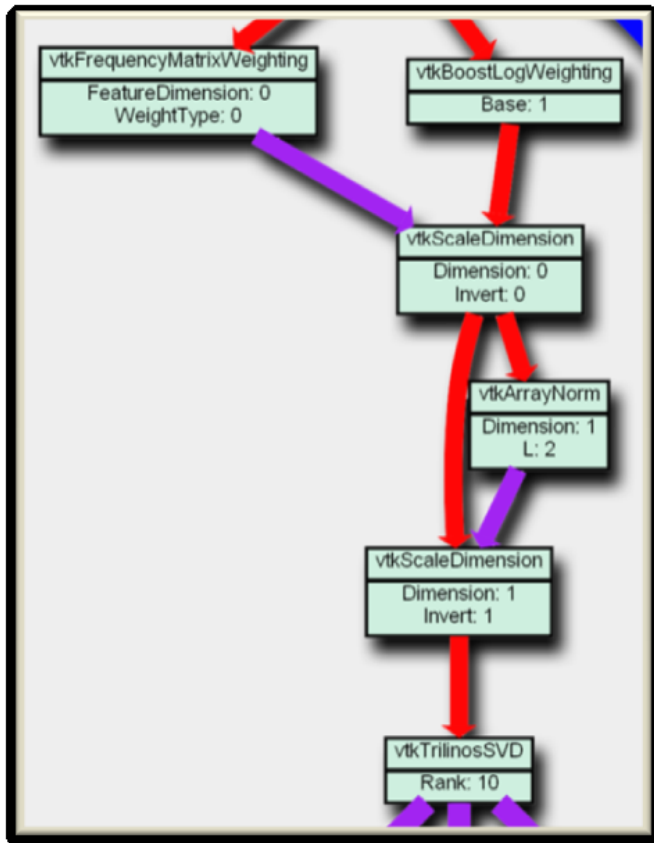 vtkFrequencyMatrixWeighting
FeatureDimension: 0
WeightType: 0
vtkBoostLogWeighting
Base: 1
vtkScaleDimension
Dimension: 0
Invert: 0
vtkArrayNorm
Dimension: 1
L: 2
vtkScaleDimension
Dimension: 1
Invert: 1
vtkTrilinosSVD
Rank: 10